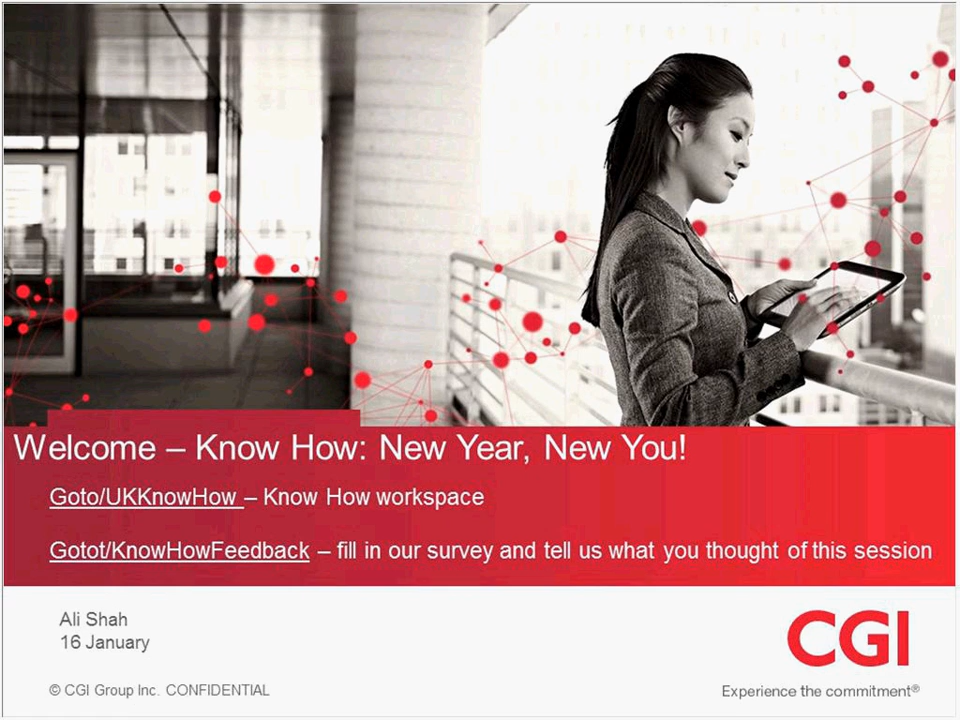 Welcome – Know How: New Year, New You!
Goto/UKKnowHow – Know How workspace
Gotot/KnowHowFeedback – fill in our survey and tell us what you thought of this session
Ali Shah
16 January
CGI
© CGI Group Inc. CONFIDENTIAL
Experience the commitment®